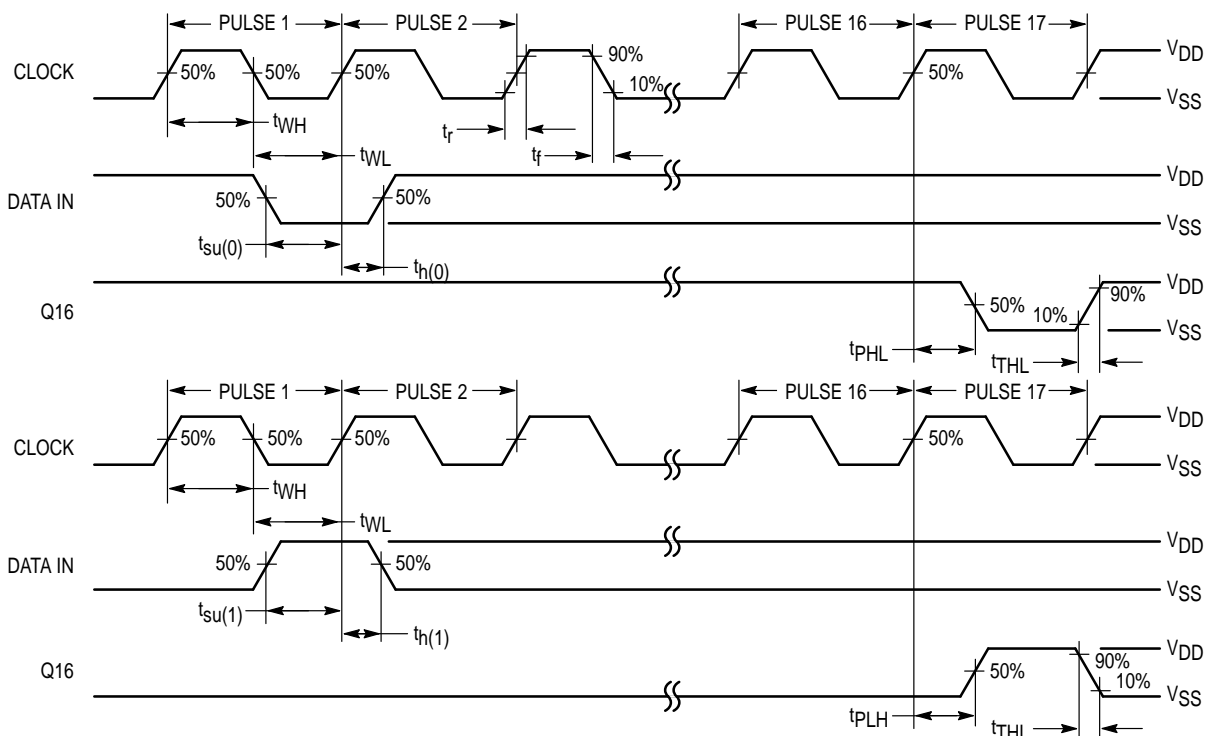 PULSE 1 PULSE 2 PULSE 16 PULSE 17
CLOCK 50% 50% 50% 90% 10% 50% VDD
VSS
tWH tr tf
tWL
DATA IN 50% 50% VDD
VSS
tsu(0) th(0)
Q16 50% 10% 90% VDD
VSS
tPHL tTHL
PULSE 1 PULSE 2 PULSE 16 PULSE 17
CLOCK 50% 50% 50% 50% VDD
VSS
tWH
tWL
DATA IN 50% 50% VDD
VSS
tsu(1) th(1)
Q16 50% 90% 10% VDD
VSS
tPLH tTHL